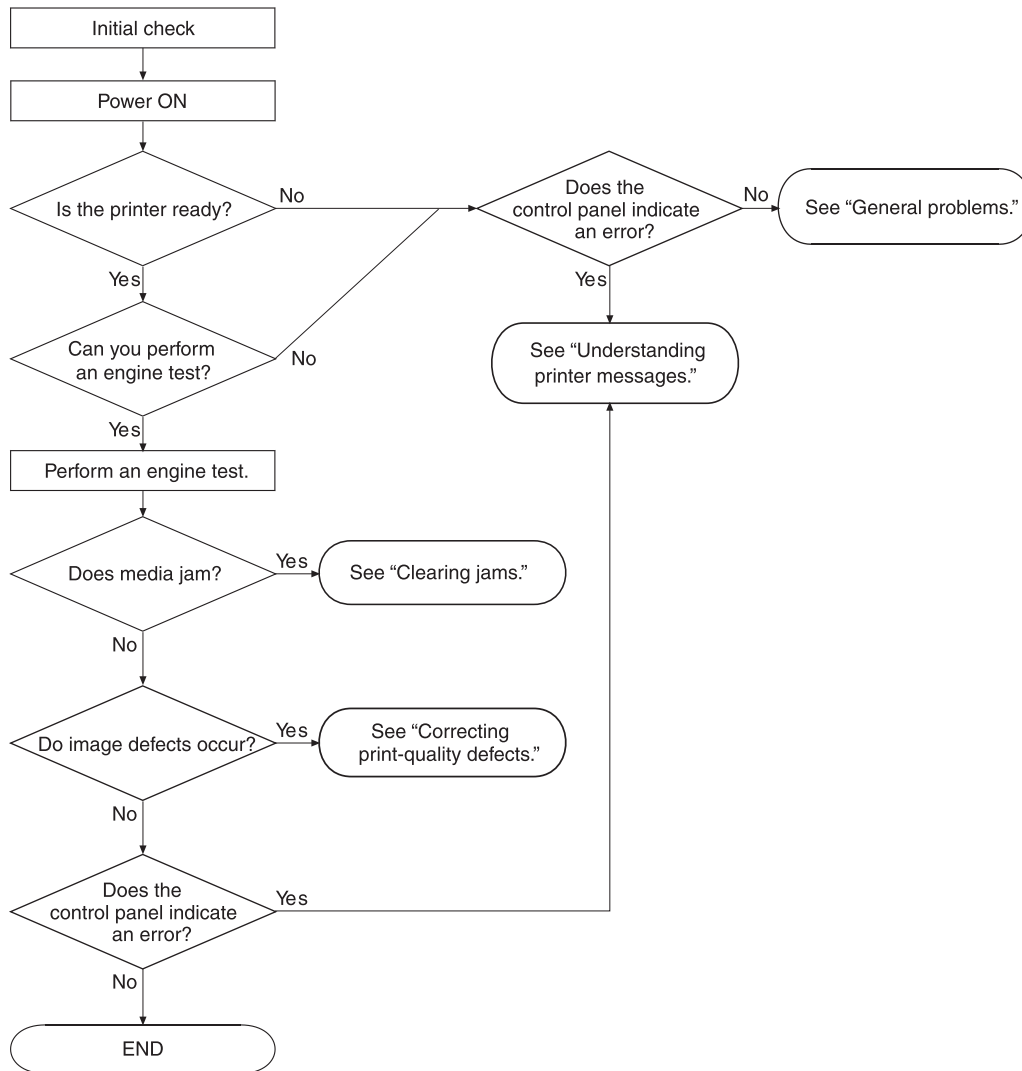 Initial check
Power ON
Is the printer ready?
No
Does the
control panel indicate
an error?
No
See “General problems.”
Yes
Yes
Can you perform
an engine test?
No
See “Understanding
printer messages.”
Yes
Perform an engine test.
Does media jam?
Yes
See “Clearing jams.”
No
Do image defects occur?
Yes
See “Correcting
print-quality defects.”
No
Does the
control panel indicate
an error?
Yes
No
END